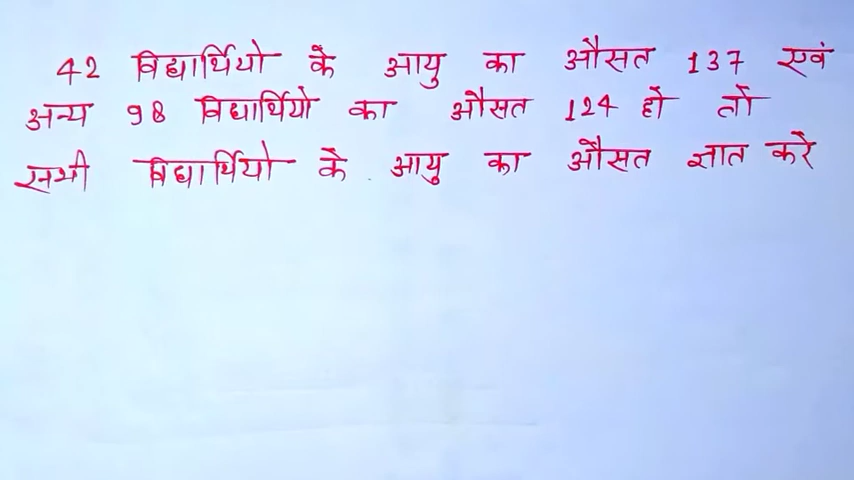 42 विद्यार्थियो के आयु का औसत 137 एवं
अन्य 98 विद्यार्थियो का औसत 124 हो तो
सभी विद्यार्थियो के आयु का औसत ज्ञात करे